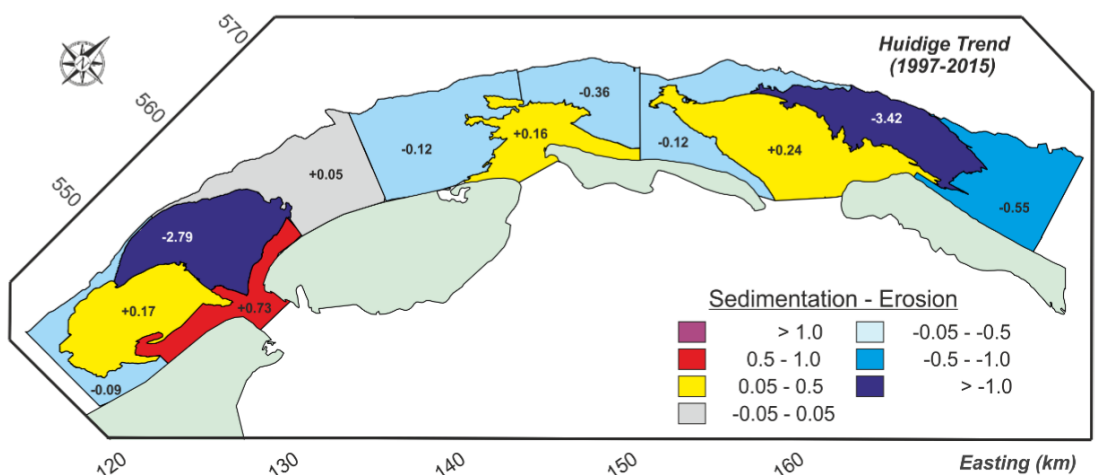 570
Huidige Trend
(1997-2015)
560
-0.36
-3.42
+0.16
-0.12
-0.12
+0.24
550
+0.05
-0.55
-2.79
+0.17
+0.73
-0.09
Sedimentation - Erosion
> 1.0
-0.05 - -0.5
0.5 - 1.0
-0.5 - -1.0
0.05 - 0.5
> -1.0
-0.05 - 0.05
120
130
140
150
160
Easting (km)